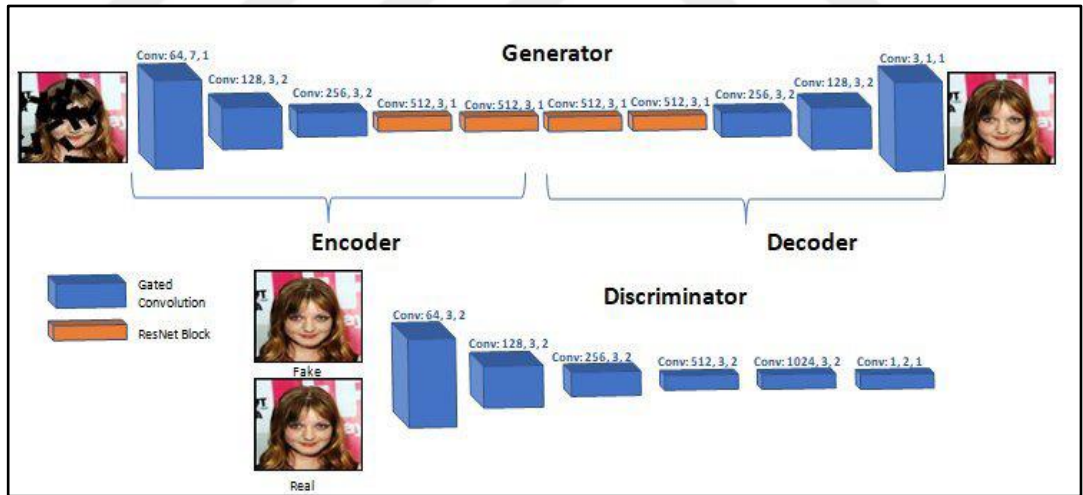 Generator
Conv: 64, 7, 1
Conv: 128, 3, 2
Conv: 256, 3, 2
Conv: 512, 3, 1
Conv: 512, 3, 1
Conv: 512, 3, 1
Conv: 512, 3, 1
Conv: 256, 3, 2
Conv: 128, 3, 2
Conv: 3, 1, 1
Encoder
Decoder
Gated
Convolution
ResNet Block
Fake
Real
Discriminator
Conv: 64, 3, 2
Conv: 128, 3, 2
Conv: 256, 3, 2
Conv: 512, 3, 2
Conv: 1024, 3, 2
Conv: 1, 2, 1